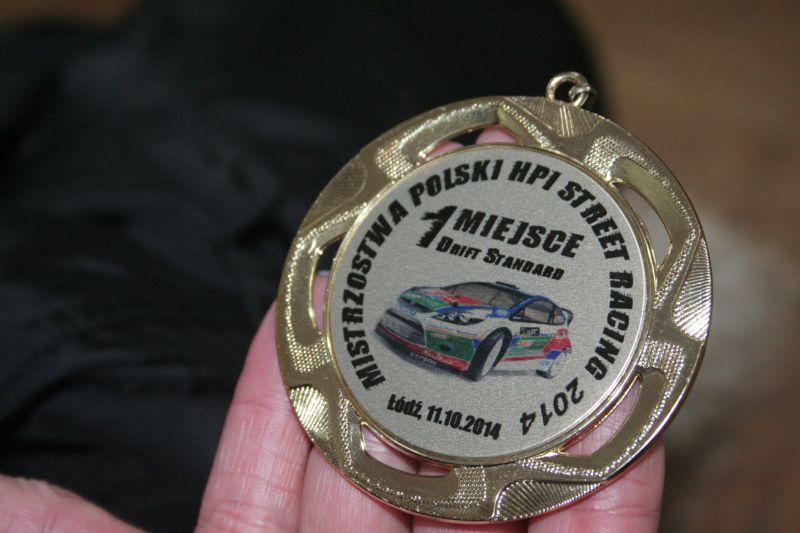 MISTRZOSTWA POLSKI HPI STREET RACING 2014
1 MIEJSCE
DRIFT STANDARD
Łódź, 11.10.2014